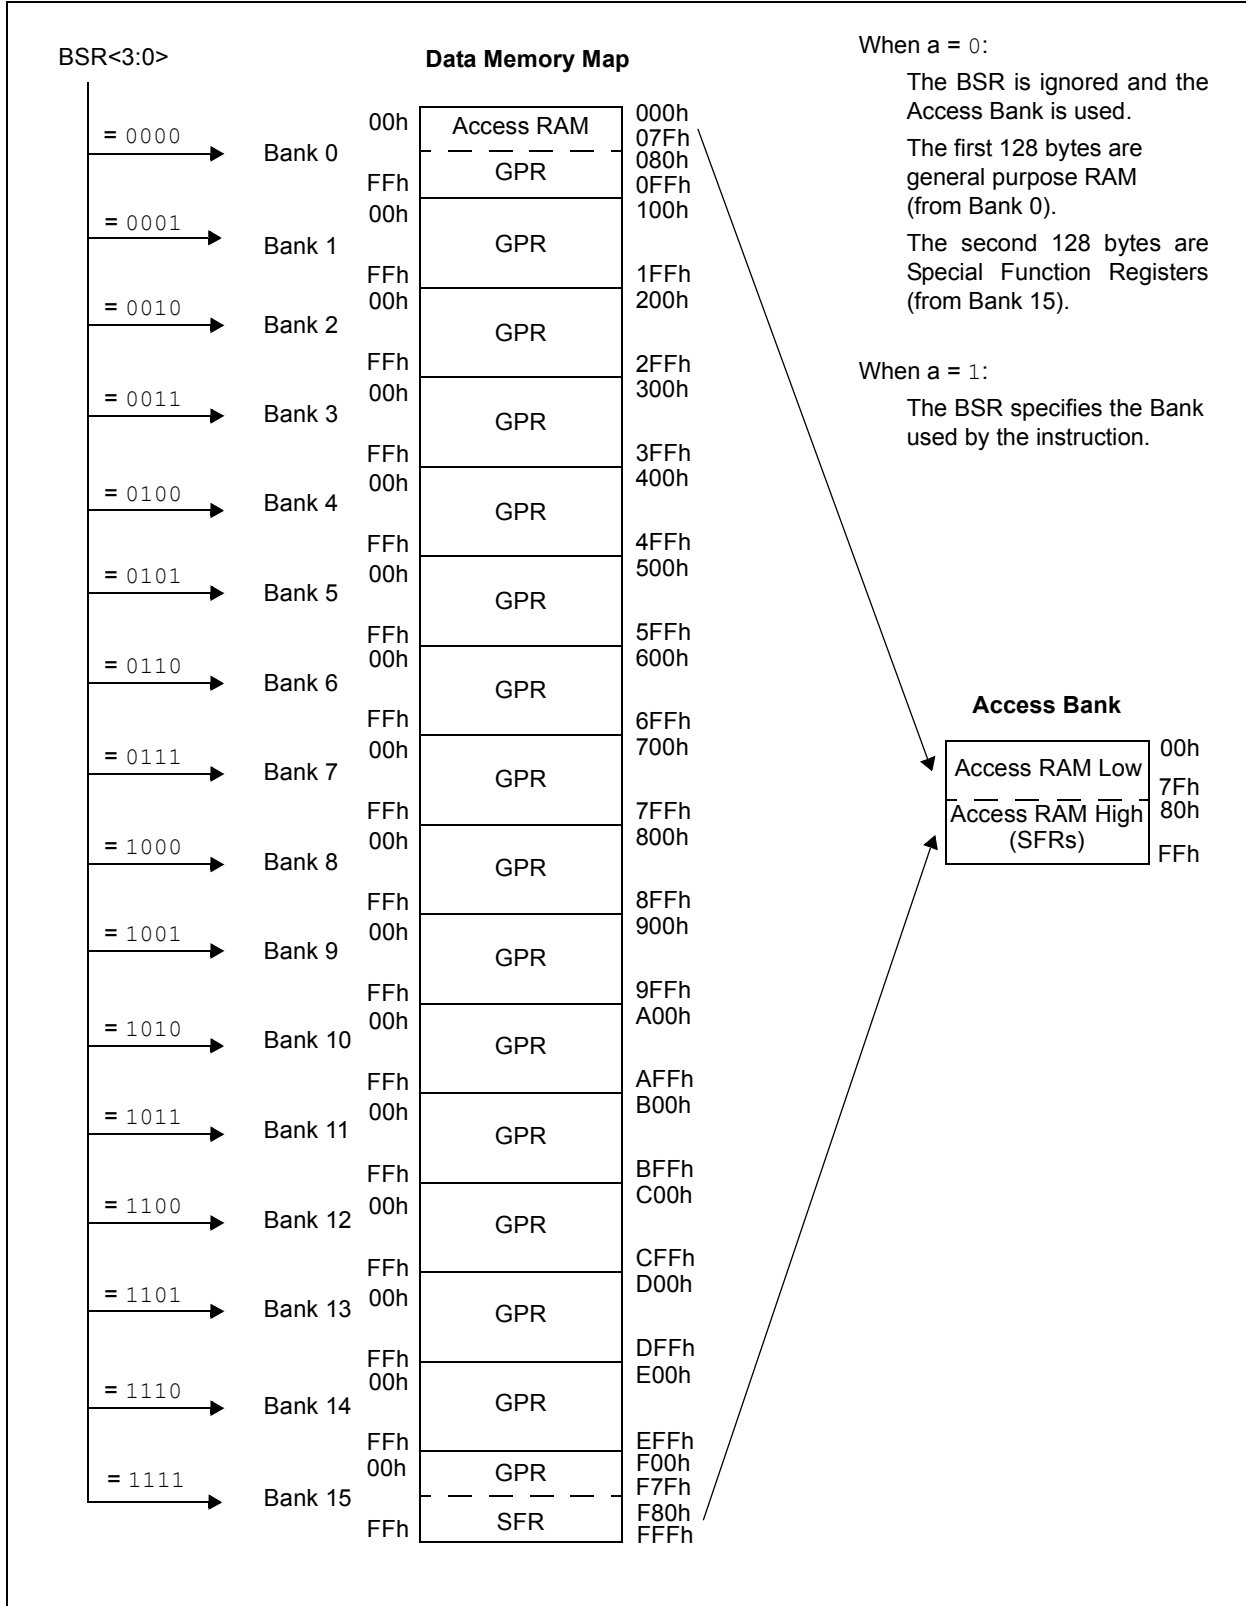 BSR<3:0>
Data Memory Map
When a = 0:
The BSR is ignored and the
Access Bank is used.
The first 128 bytes are
general purpose RAM
(from Bank 0).
The second 128 bytes are
Special Function Registers
(from Bank 15).
When a = 1:
The BSR specifies the Bank
used by the instruction.
= 0000
Bank 0
00h
Access RAM
000h
07Fh
080h
GPR
FFh
0FFh
= 0001
Bank 1
00h
100h
GPR
FFh
1FFh
= 0010
Bank 2
00h
200h
GPR
FFh
2FFh
= 0011
Bank 3
00h
300h
GPR
FFh
3FFh
= 0100
Bank 4
00h
400h
GPR
FFh
4FFh
= 0101
Bank 5
00h
500h
GPR
FFh
5FFh
= 0110
Bank 6
00h
600h
GPR
FFh
6FFh
= 0111
Bank 7
00h
700h
GPR
FFh
7FFh
= 1000
Bank 8
00h
800h
GPR
FFh
8FFh
= 1001
Bank 9
00h
900h
GPR
FFh
9FFh
= 1010
Bank 10
00h
A00h
GPR
FFh
AFFh
= 1011
Bank 11
00h
B00h
GPR
FFh
BFFh
= 1100
Bank 12
00h
C00h
GPR
FFh
CFFh
= 1101
Bank 13
00h
D00h
GPR
FFh
DFFh
= 1110
Bank 14
00h
E00h
GPR
FFh
EFFh
= 1111
Bank 15
00h
F00h
GPR
F7Fh
F80h
SFR
FFh
FFFh
Access Bank
Access RAM Low
00h
7Fh
Access RAM High
(SFRs)
80h
FFh